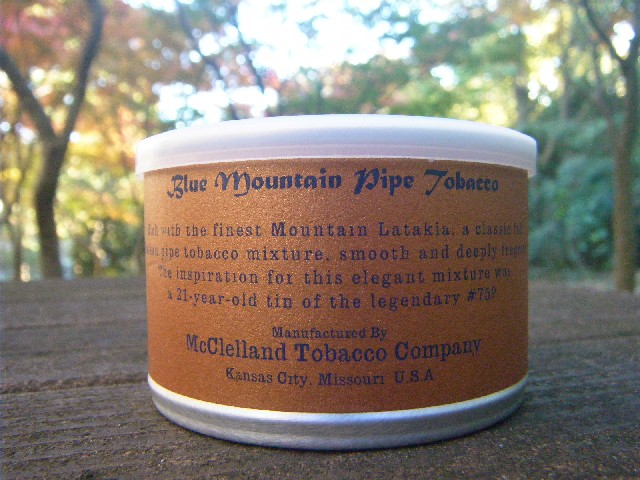 Blue Mountain Pipe Tobacco
with the finest Mountain Latakia, a classic
pipe tobacco mixture, smooth and deeply
The inspiration for this elegant mixture was
a 21-year-old tin of the legendary #759
Manufactured By
McClelland Tobacco Company
Kansas City, Missouri U.S.A